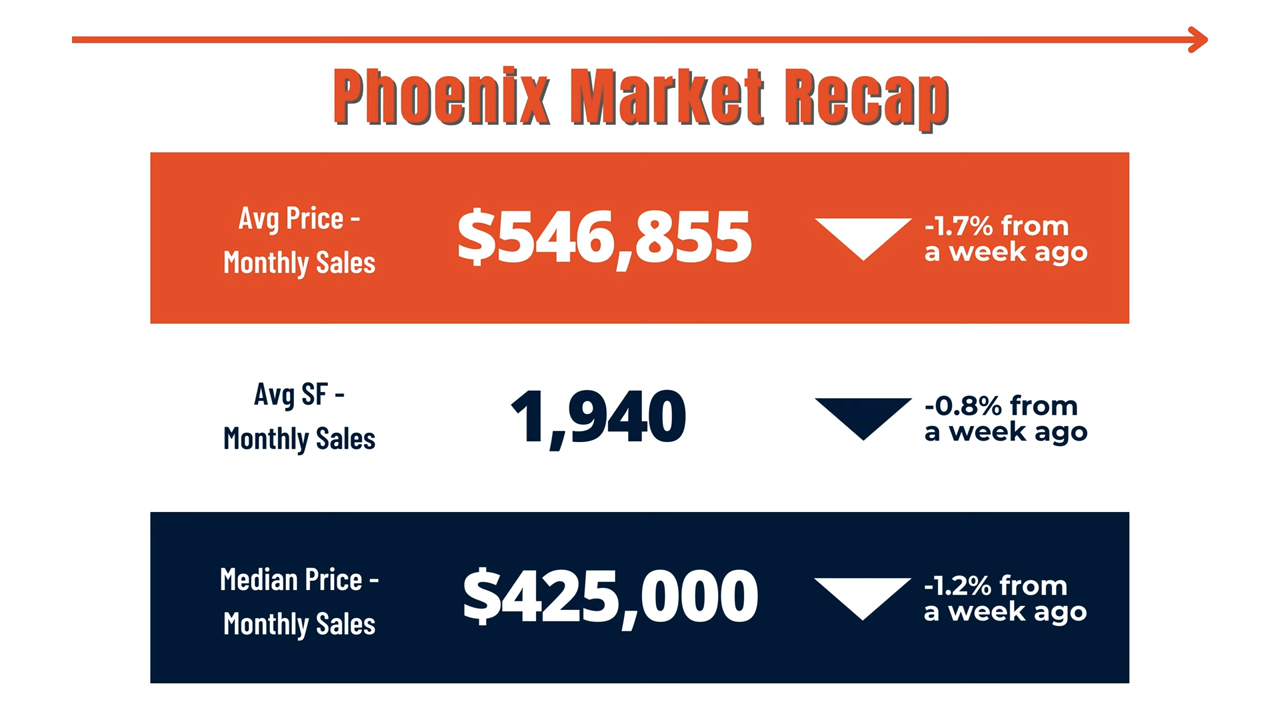 Phoenix Market Recap
Avg Price -
Monthly Sales
$546,855
-1.7% from
a week ago
Avg SF -
Monthly Sales
1,940
-0.8% from
a week ago
Median Price -
Monthly Sales
$425,000
-1.2% from
a week ago